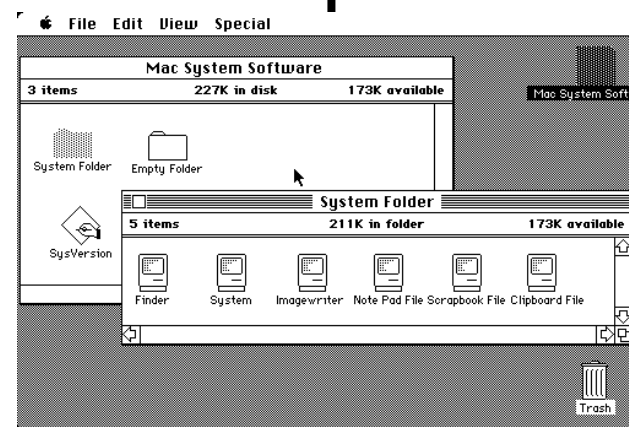 File Edit View Special
Mac System Software
3 items 227K in disk 173K available
Mac System Soft
System Folder Empty Folder
SysVersion
System Folder
5 items 211K in folder 173K available
Finder System Imagewriter Note Pad File Scrapbook File Clipboard File
Trash